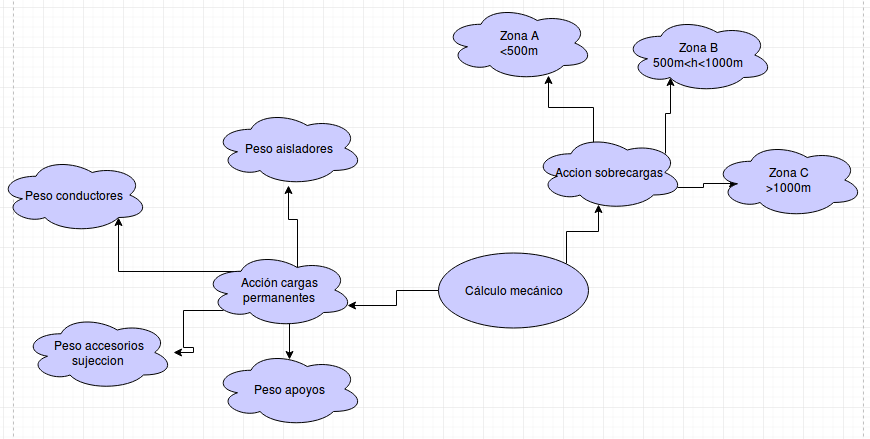 Zona A
<500m
Zona B
500m<h<1000m
Peso aisladores
Accion sobrecargas
Zona C
>1000m
Peso conductores
Acción cargas
permanentes
Cálculo mecánico
Peso accesorios
sujeccion
Peso apoyos